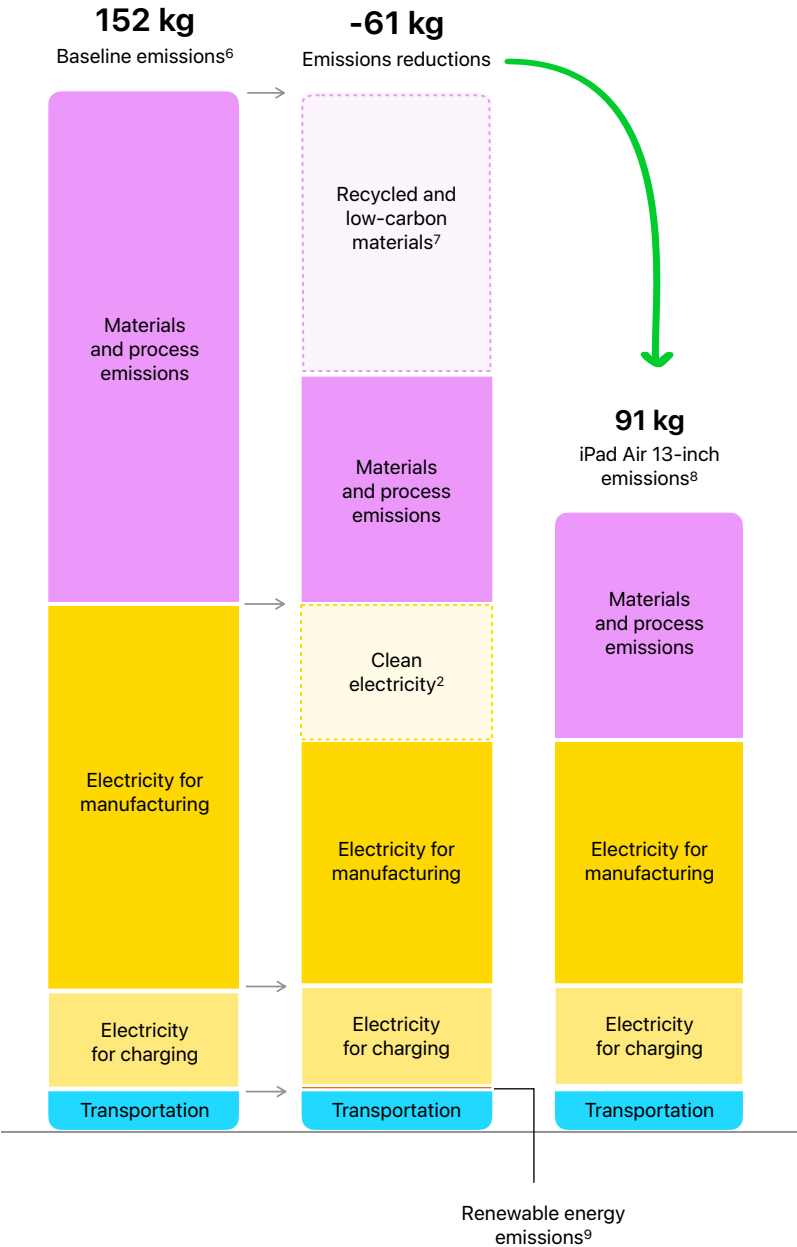 152 kg
Baseline emissions⁶
-61 kg
Emissions reductions
Materials
and process
emissions
Electricity for
manufacturing
Electricity
for charging
Transportation
Recycled and
low-carbon
materials⁷
Materials
and process
emissions
Clean
electricity²
Electricity for
manufacturing
Electricity
for charging
Transportation
Renewable energy
emissions⁹
91 kg
iPad Air 13-inch
emissions⁸
Materials
and process
emissions
Electricity for
manufacturing
Electricity
for charging
Transportation